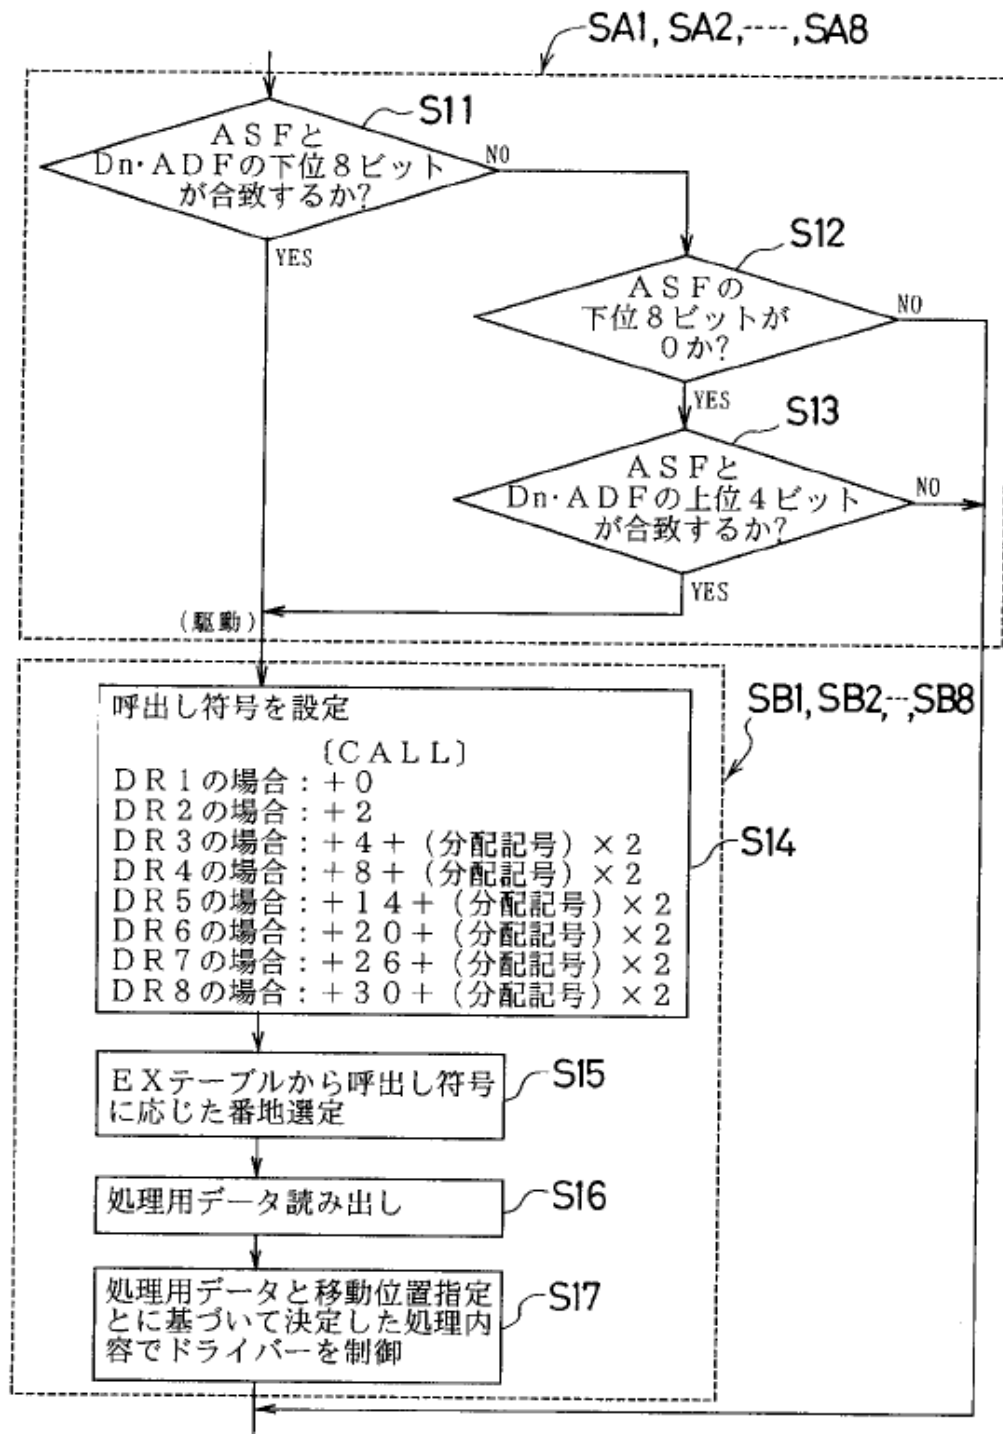 SA1, SA2,----, SA8
S11
ASFと
Dn·ADFの下位8ビット
が合致するか?
NO
YES
S12
ASFの
下位8ビットが
0か?
NO
YES
S13
ASFと
Dn·ADFの上位4ビット
が合致するか?
NO
YES
(駆動)
SB1, SB2,--,SB8
呼出し符号を設定
〔CALL〕
DR1の場合:+0
DR2の場合:+2
DR3の場合:+4+(分配記号)×2
DR4の場合:+8+(分配記号)×2
DR5の場合:+14+(分配記号)×2
DR6の場合:+20+(分配記号)×2
DR7の場合:+26+(分配記号)×2
DR8の場合:+30+(分配記号)×2
S14
EXテーブルから呼出し符号
に応じた番地選定
S15
処理用データ読み出し
S16
処理用データと移動位置指定
とに基づいて決定した処理内
容でドライバーを制御
S17